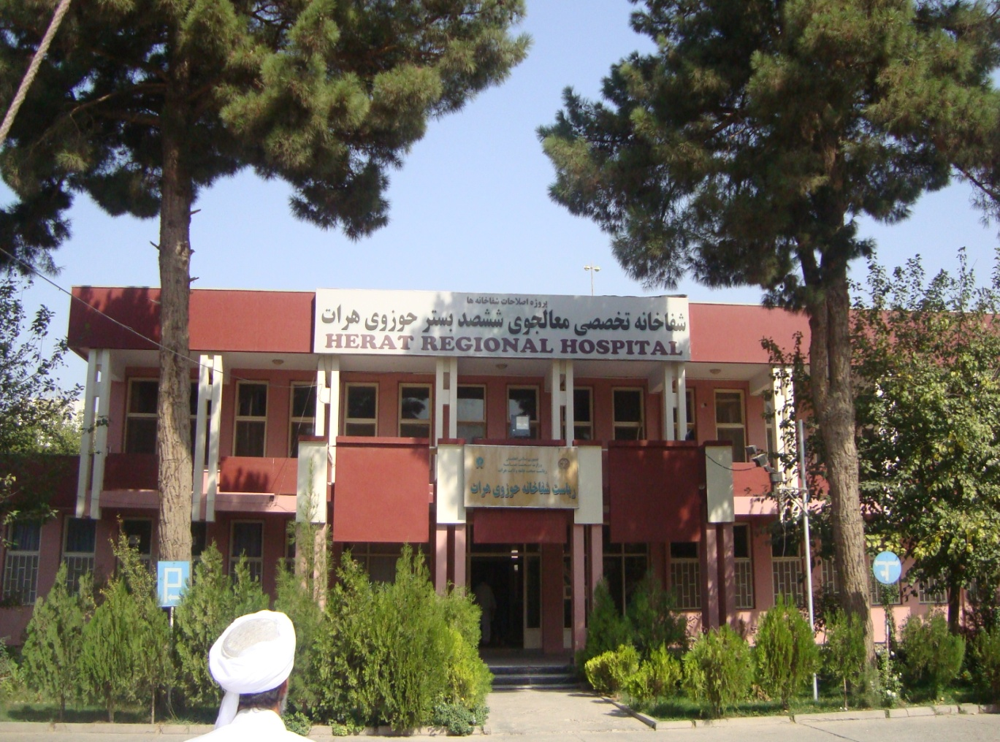 پروژه اصلاحات شفاخانه ها
شفاخانه تخصصی معالجوی ششصد بستر حوزوی هرات
HERAT REGIONAL HOSPITAL
ریاست شفاخانه حوزوی هرات